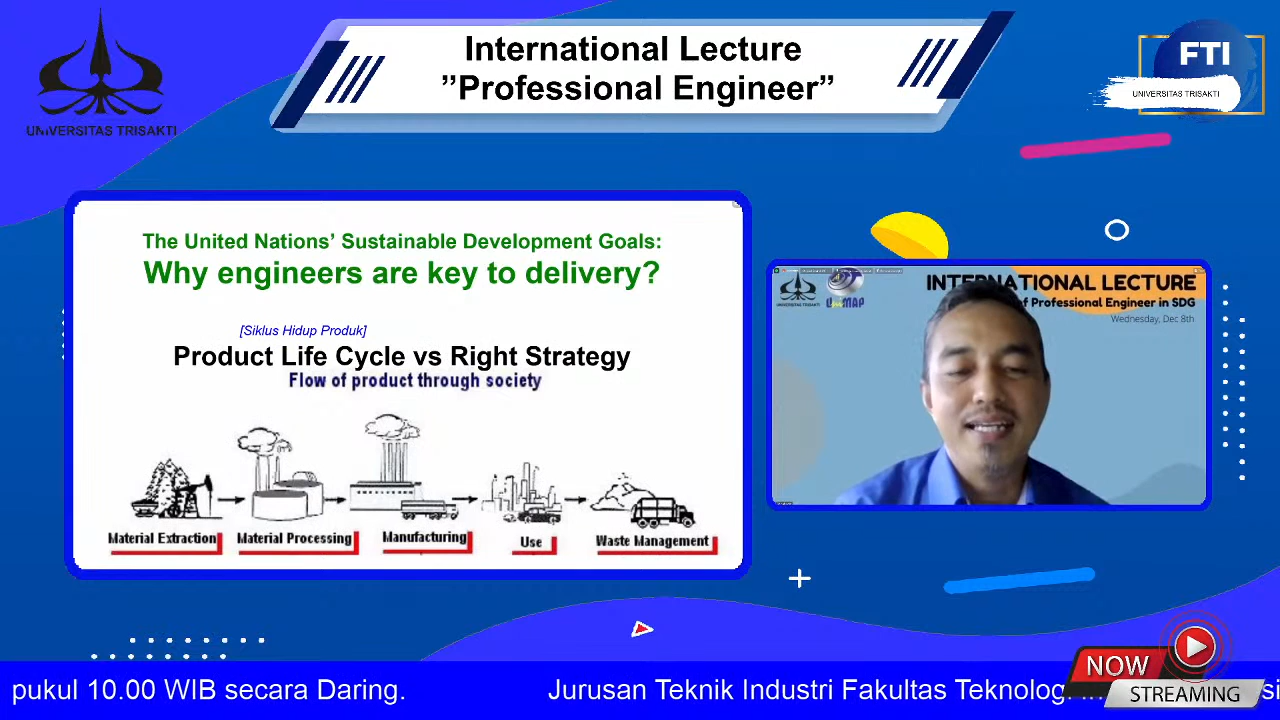 UNIVERSITAS TRISAKTI
International Lecture
”Professional Engineer”
FTI
UNIVERSITAS TRISAKTI
The United Nations’ Sustainable Development Goals:
Why engineers are key to delivery?
[Siklus Hidup Produk]
Product Life Cycle vs Right Strategy
Flow of product through society
Material Extraction
Material Processing
Manufacturing
Use
Waste Management
INTERNATIONAL LECTURE
of Professional Engineer in SDG
Wednesday, Dec 8th
UniMAP
pukul 10.00 WIB secara Daring.
Jurusan Teknik Industri Fakultas Teknologi
NOW
STREAMING